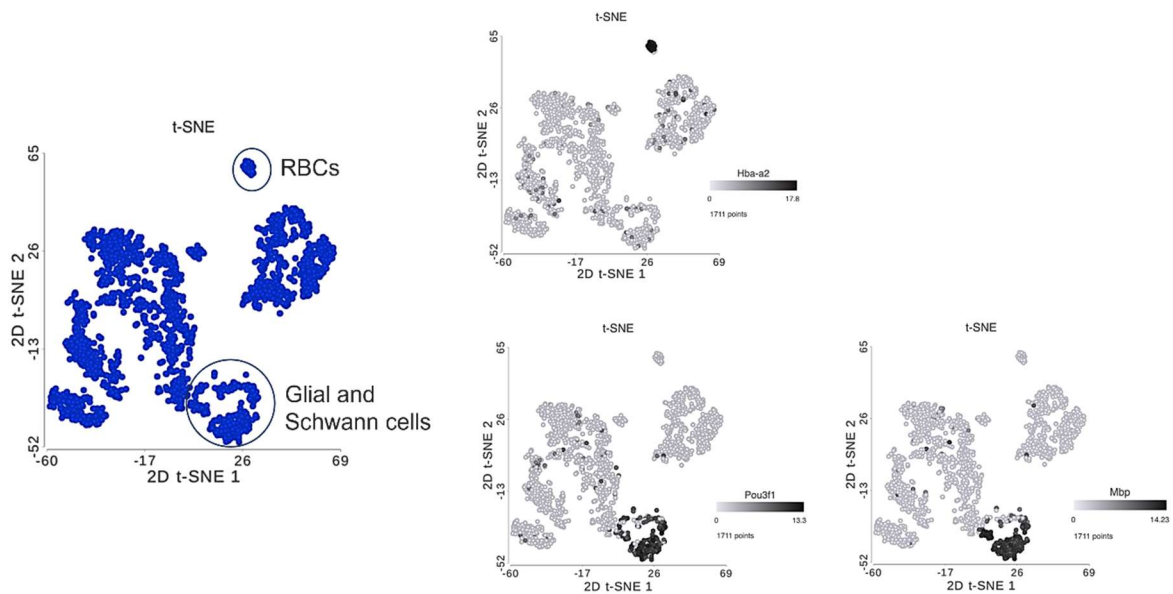 t-SNE
65
26
-13
-52
2D t-SNE 2
-60
-17
26
69
2D t-SNE 1
RBCs
Glial and
Schwann cells
t-SNE
65
26
-13
-52
2D t-SNE 2
-60
-17
26
69
2D t-SNE 1
Hba-a2
0 17.8
1711 points
t-SNE
65
26
-13
-52
2D t-SNE 2
-60
-17
26
69
2D t-SNE 1
Pou3f1
0 13.3
1711 points
t-SNE
65
26
-13
-52
2D t-SNE 2
-60
-17
26
69
2D t-SNE 1
Mbp
0 14.23
1711 points